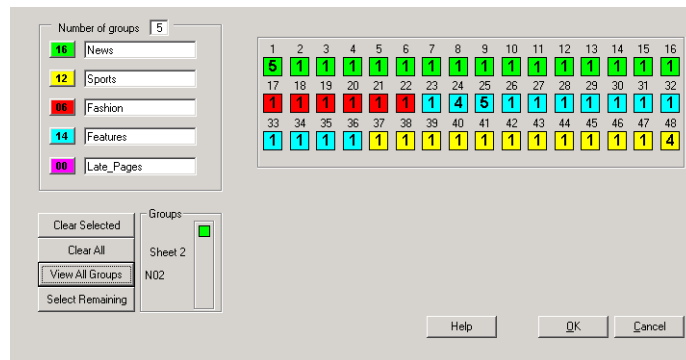 Number of groups 5
16 News
12 Sports
06 Fashion
14 Features
00 Late_Pages
1 2 3 4 5 6 7 8 9 10 11 12 13 14 15 16
5 1 1 1 1 1 1 1 1 1 1 1 1 1 1 1
17 18 19 20 21 22 23 24 25 26 27 28 29 30 31 32
1 1 1 1 1 1 1 4 5 1 1 1 1 1 1 1
33 34 35 36 37 38 39 40 41 42 43 44 45 46 47 48
1 1 1 1 1 1 1 1 1 1 1 1 1 1 1 4
Clear Selected
Clear All
View All Groups
Select Remaining
Groups
Sheet 2
N02
Help OK Cancel